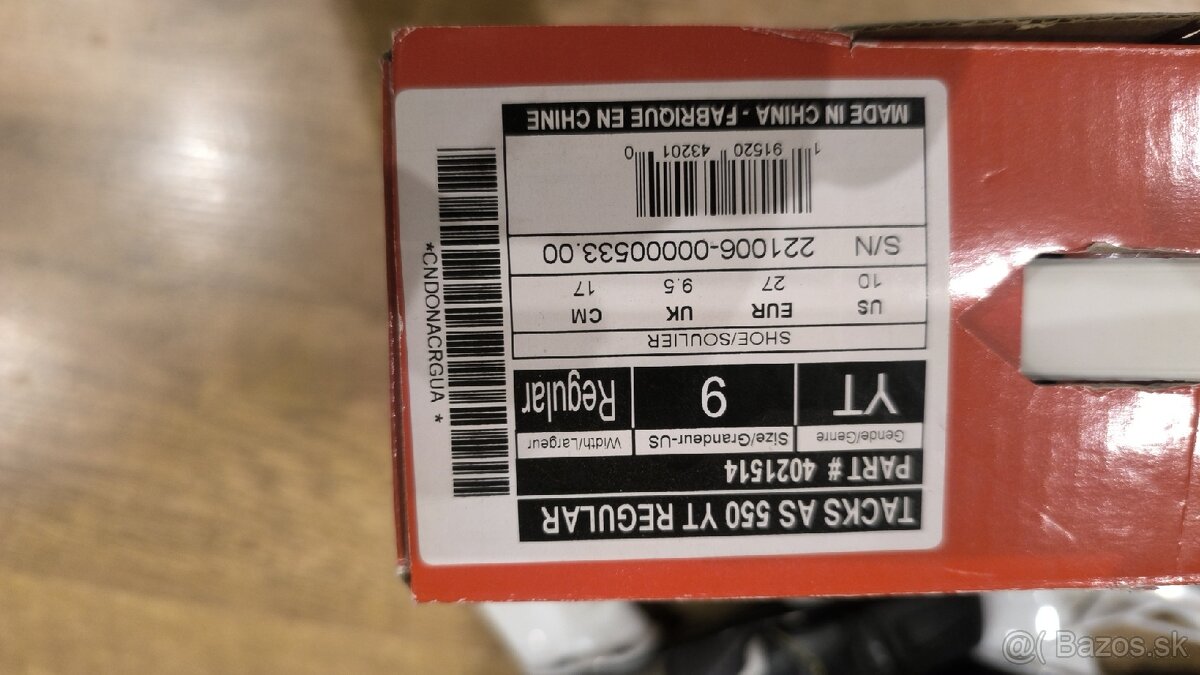 TACKS AS 550 YT REGULAR
PART # 4021514
Gende/Genre Size/Grandeur-US Width/Largeur
YT 9 Regular
SHOE/SOULIER
US EUR UK CM
10 27 9.5 17
S/N 221006-00000533.00
1 91520 43201 0
MADE IN CHINA - FABRIQUE EN CHINE
*CNDONACRGUA *
@( Bazos.sk